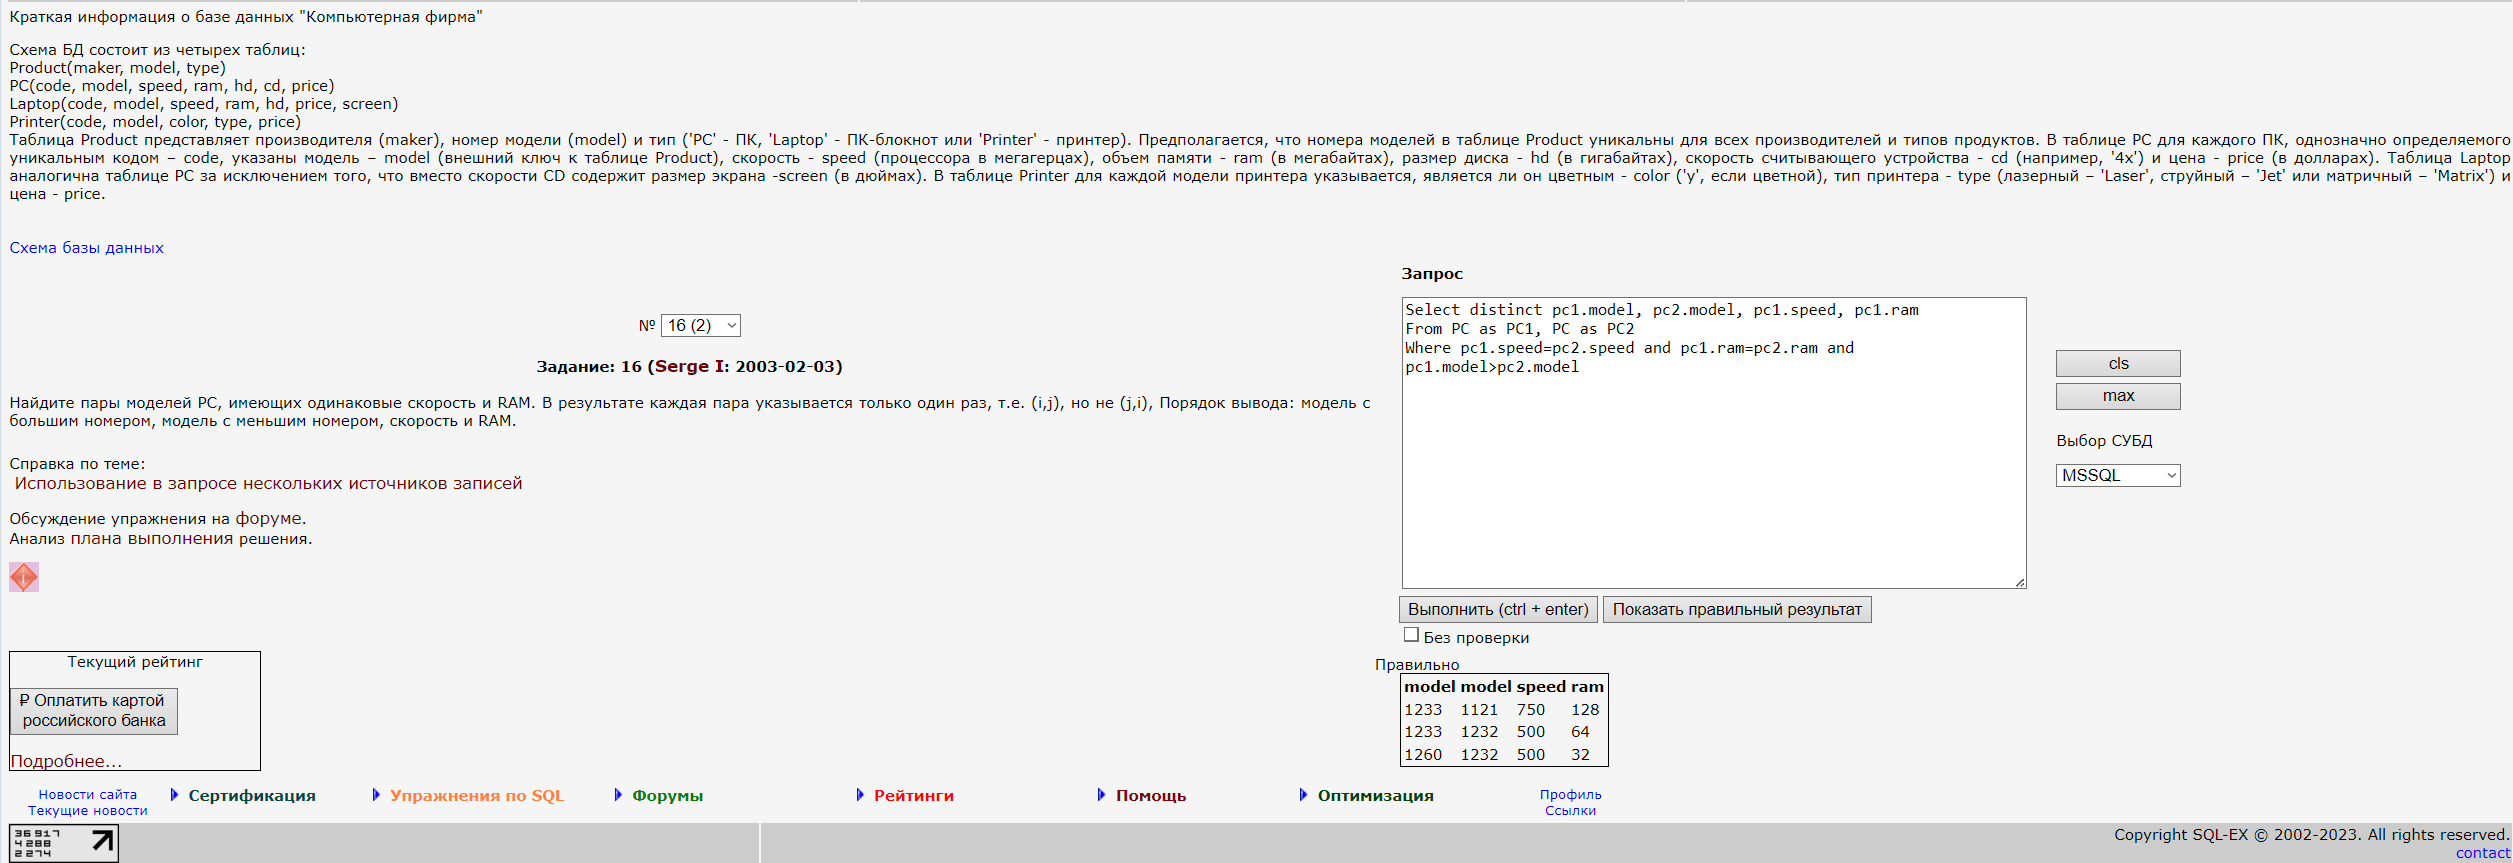 Краткая информация о базе данных "Компьютерная фирма"
Схема БД состоит из четырех таблиц:
Product(maker, model, type)
PC(code, model, speed, ram, hd, cd, price)
Laptop(code, model, speed, ram, hd, price, screen)
Printer(code, model, color, type, price)
Таблица Product представляет производителя (maker), номер модели (model) и тип ('PC' - ПК, 'Laptop' - ПК-блокнот или 'Printer' - принтер). Предполагается, что номера моделей в таблице Product уникальны для всех производителей и типов продуктов. В таблице PC для каждого ПК, однозначно определяемого
уникальным кодом – code, указаны модель – model (внешний ключ к таблице Product), скорость - speed (процессора в мегагерцах), объем памяти - ram (в мегабайтах), размер диска - hd (в гигабайтах), скорость считывающего устройства - cd (например, '4x') и цена - price (в долларах). Таблица Laptop
аналогична таблице РС за исключением того, что вместо скорости CD содержит размер экрана -screen (в дюймах). В таблице Printer для каждой модели принтера указывается, является ли он цветным - color ('y', если цветной), тип принтера - type (лазерный – 'Laser', струйный – 'Jet' или матричный – 'Matrix') и
цена - price.
Схема базы данных
Запрос
№ 16 (2)
Задание: 16 (Serge I: 2003-02-03)
Найдите пары моделей PC, имеющих одинаковые скорость и RAM. В результате каждая пара указывается только один раз, т.е. (i,j), но не (j,i), Порядок вывода: модель с
большим номером, модель с меньшим номером, скорость и RAM.
Справка по теме:
Использование в запросе нескольких источников записей
Обсуждение упражнения на форуме.
Анализ плана выполнения решения.
Select distinct pc1.model, pc2.model, pc1.speed, pc1.ram
From PC as PC1, PC as PC2
Where pc1.speed=pc2.speed and pc1.ram=pc2.ram and
pc1.model>pc2.model
cls
max
Выбор СУБД
MSSQL
Выполнить (ctrl + enter) Показать правильный результат
Без проверки
Правильно
model model speed ram
1233 1121 750 128
1233 1232 500 64
1260 1232 500 32
Текущий рейтинг
₽ Оплатить картой
российского банка
Подробнее...
Новости сайта
Текущие новости
Сертификация
Упражнения по SQL
Форумы
Рейтинги
Помощь
Оптимизация
Профиль
Ссылки
36917
4288
2274
Copyright SQL-EX © 2002-2023. All rights reserved.
contact